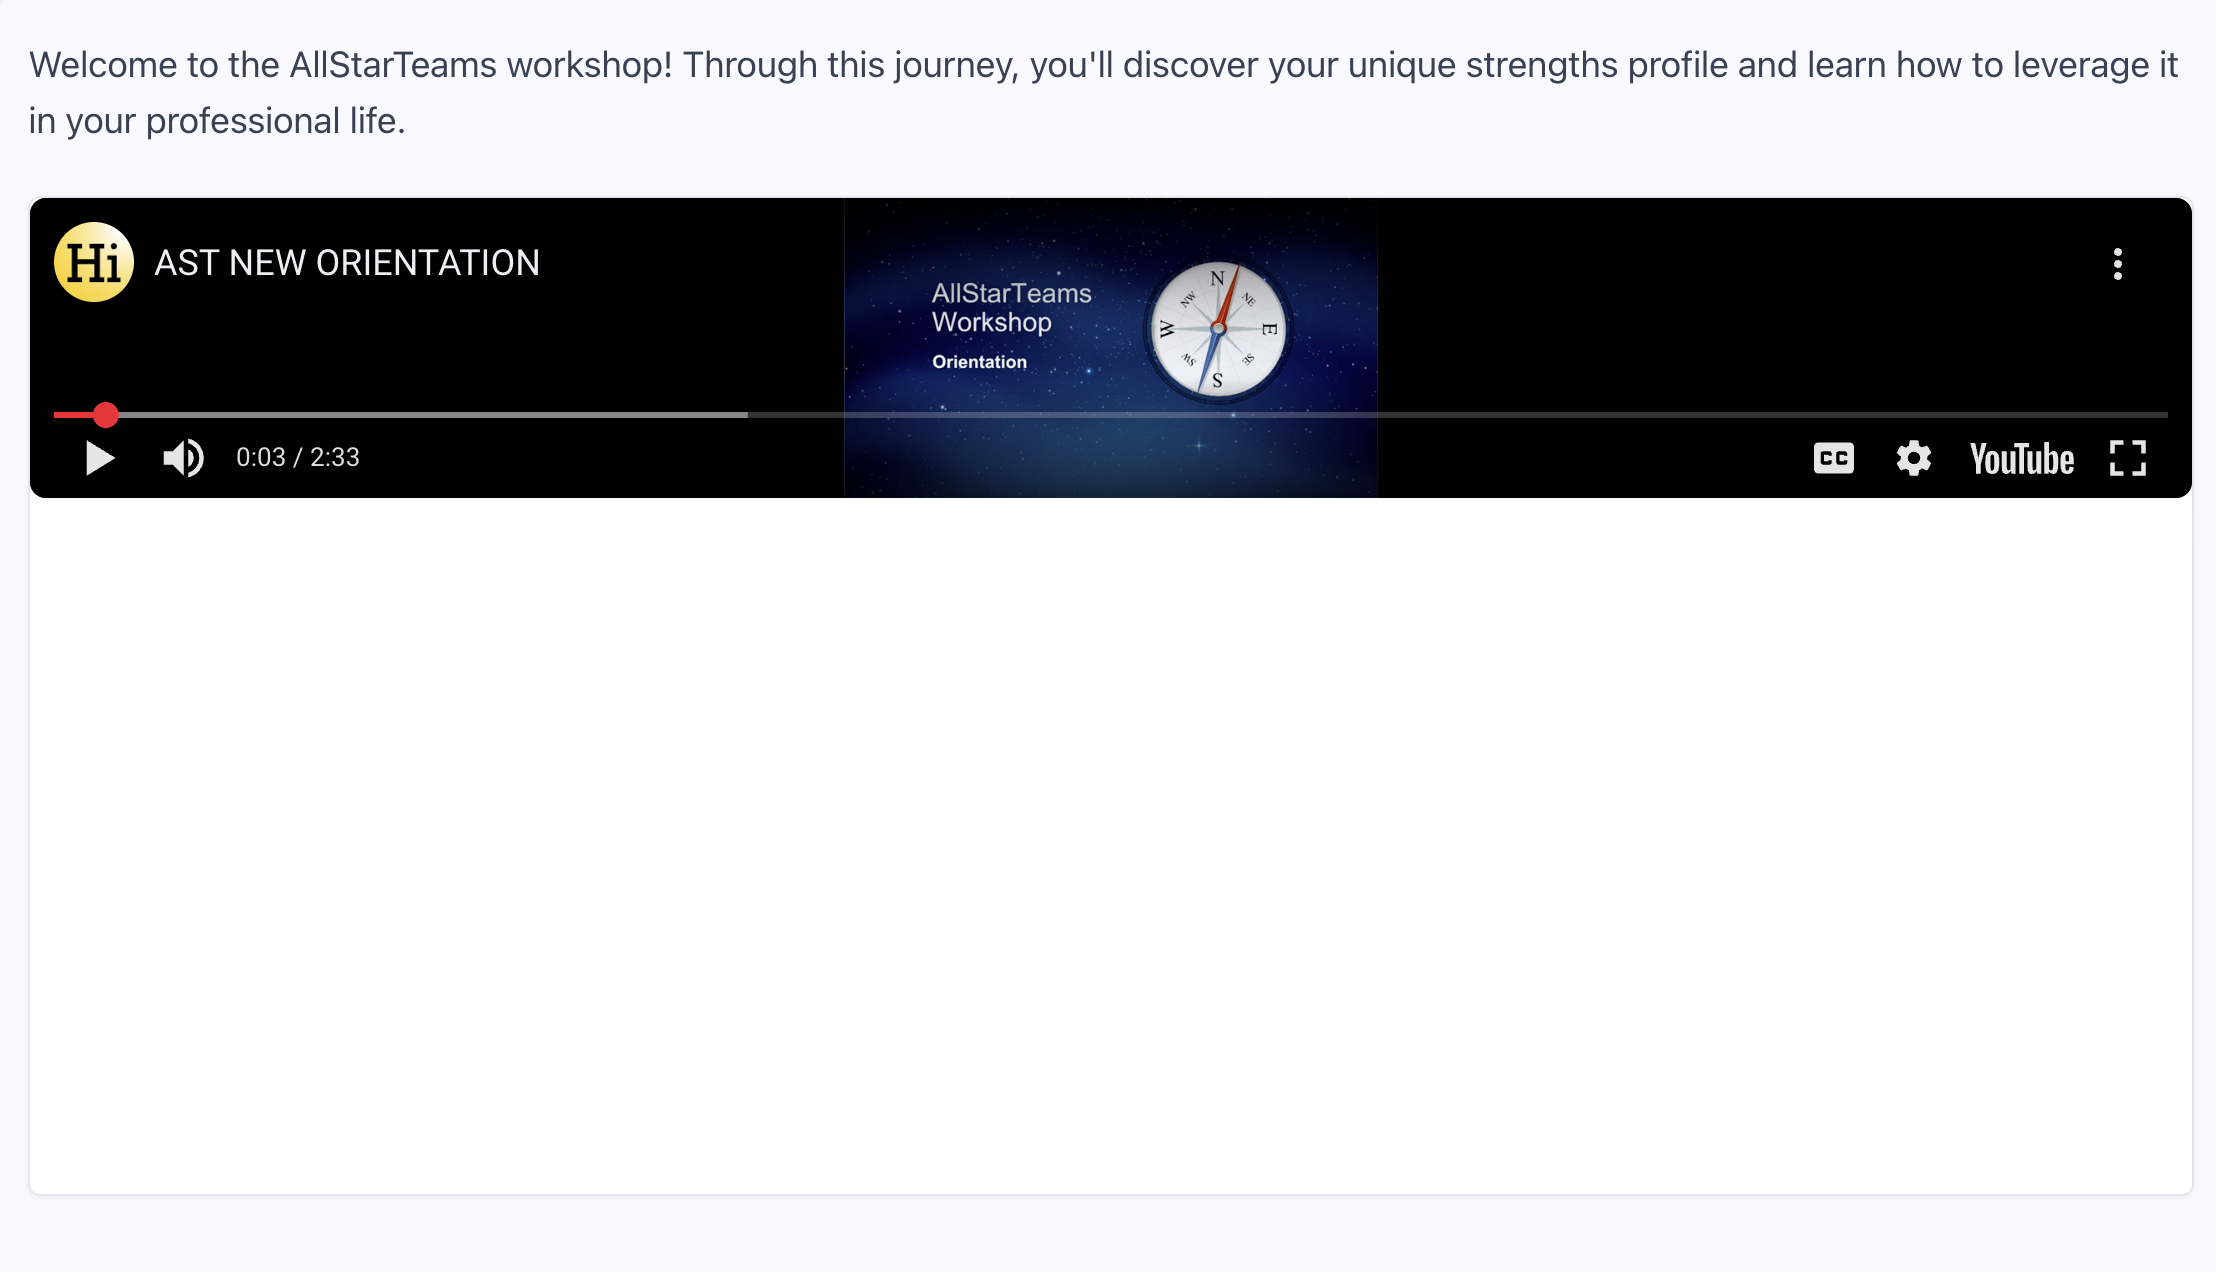 Welcome to the AllStarTeams workshop! Through this journey, you'll discover your unique strengths profile and learn how to leverage it
in your professional life.
Hi AST NEW ORIENTATION
AllStarTeams
Workshop
Orientation
N
NW NE
W E
SW SE
S
0:03 / 2:33
CC YouTube